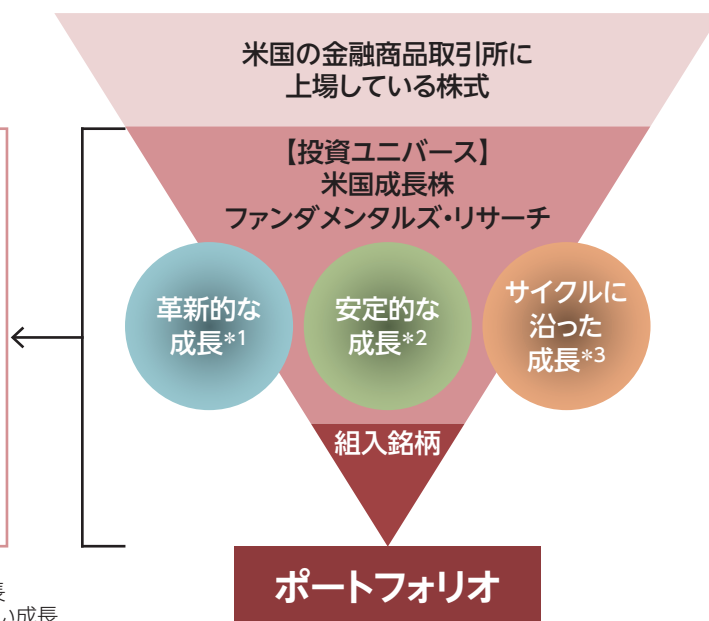 米国の金融商品取引所に
上場している株式
【投資ユニバース】
米国成長株
ファンダメンタルズ・リサーチ
革新的な
成長*1
安定的な
成長*2
サイクルに
沿った
成長*3
組入銘柄
ポートフォリオ
長
い成長